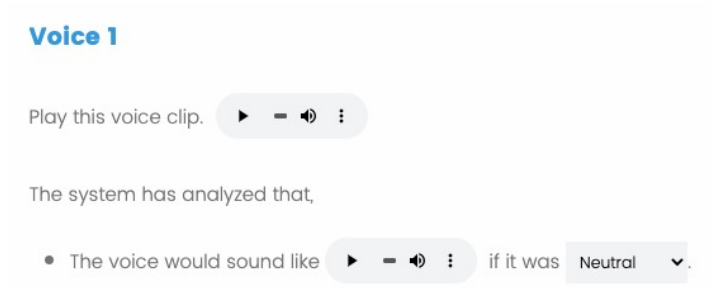 Voice 1
Play this voice clip.
The system has analyzed that,
• The voice would sound like if it was Neutral.